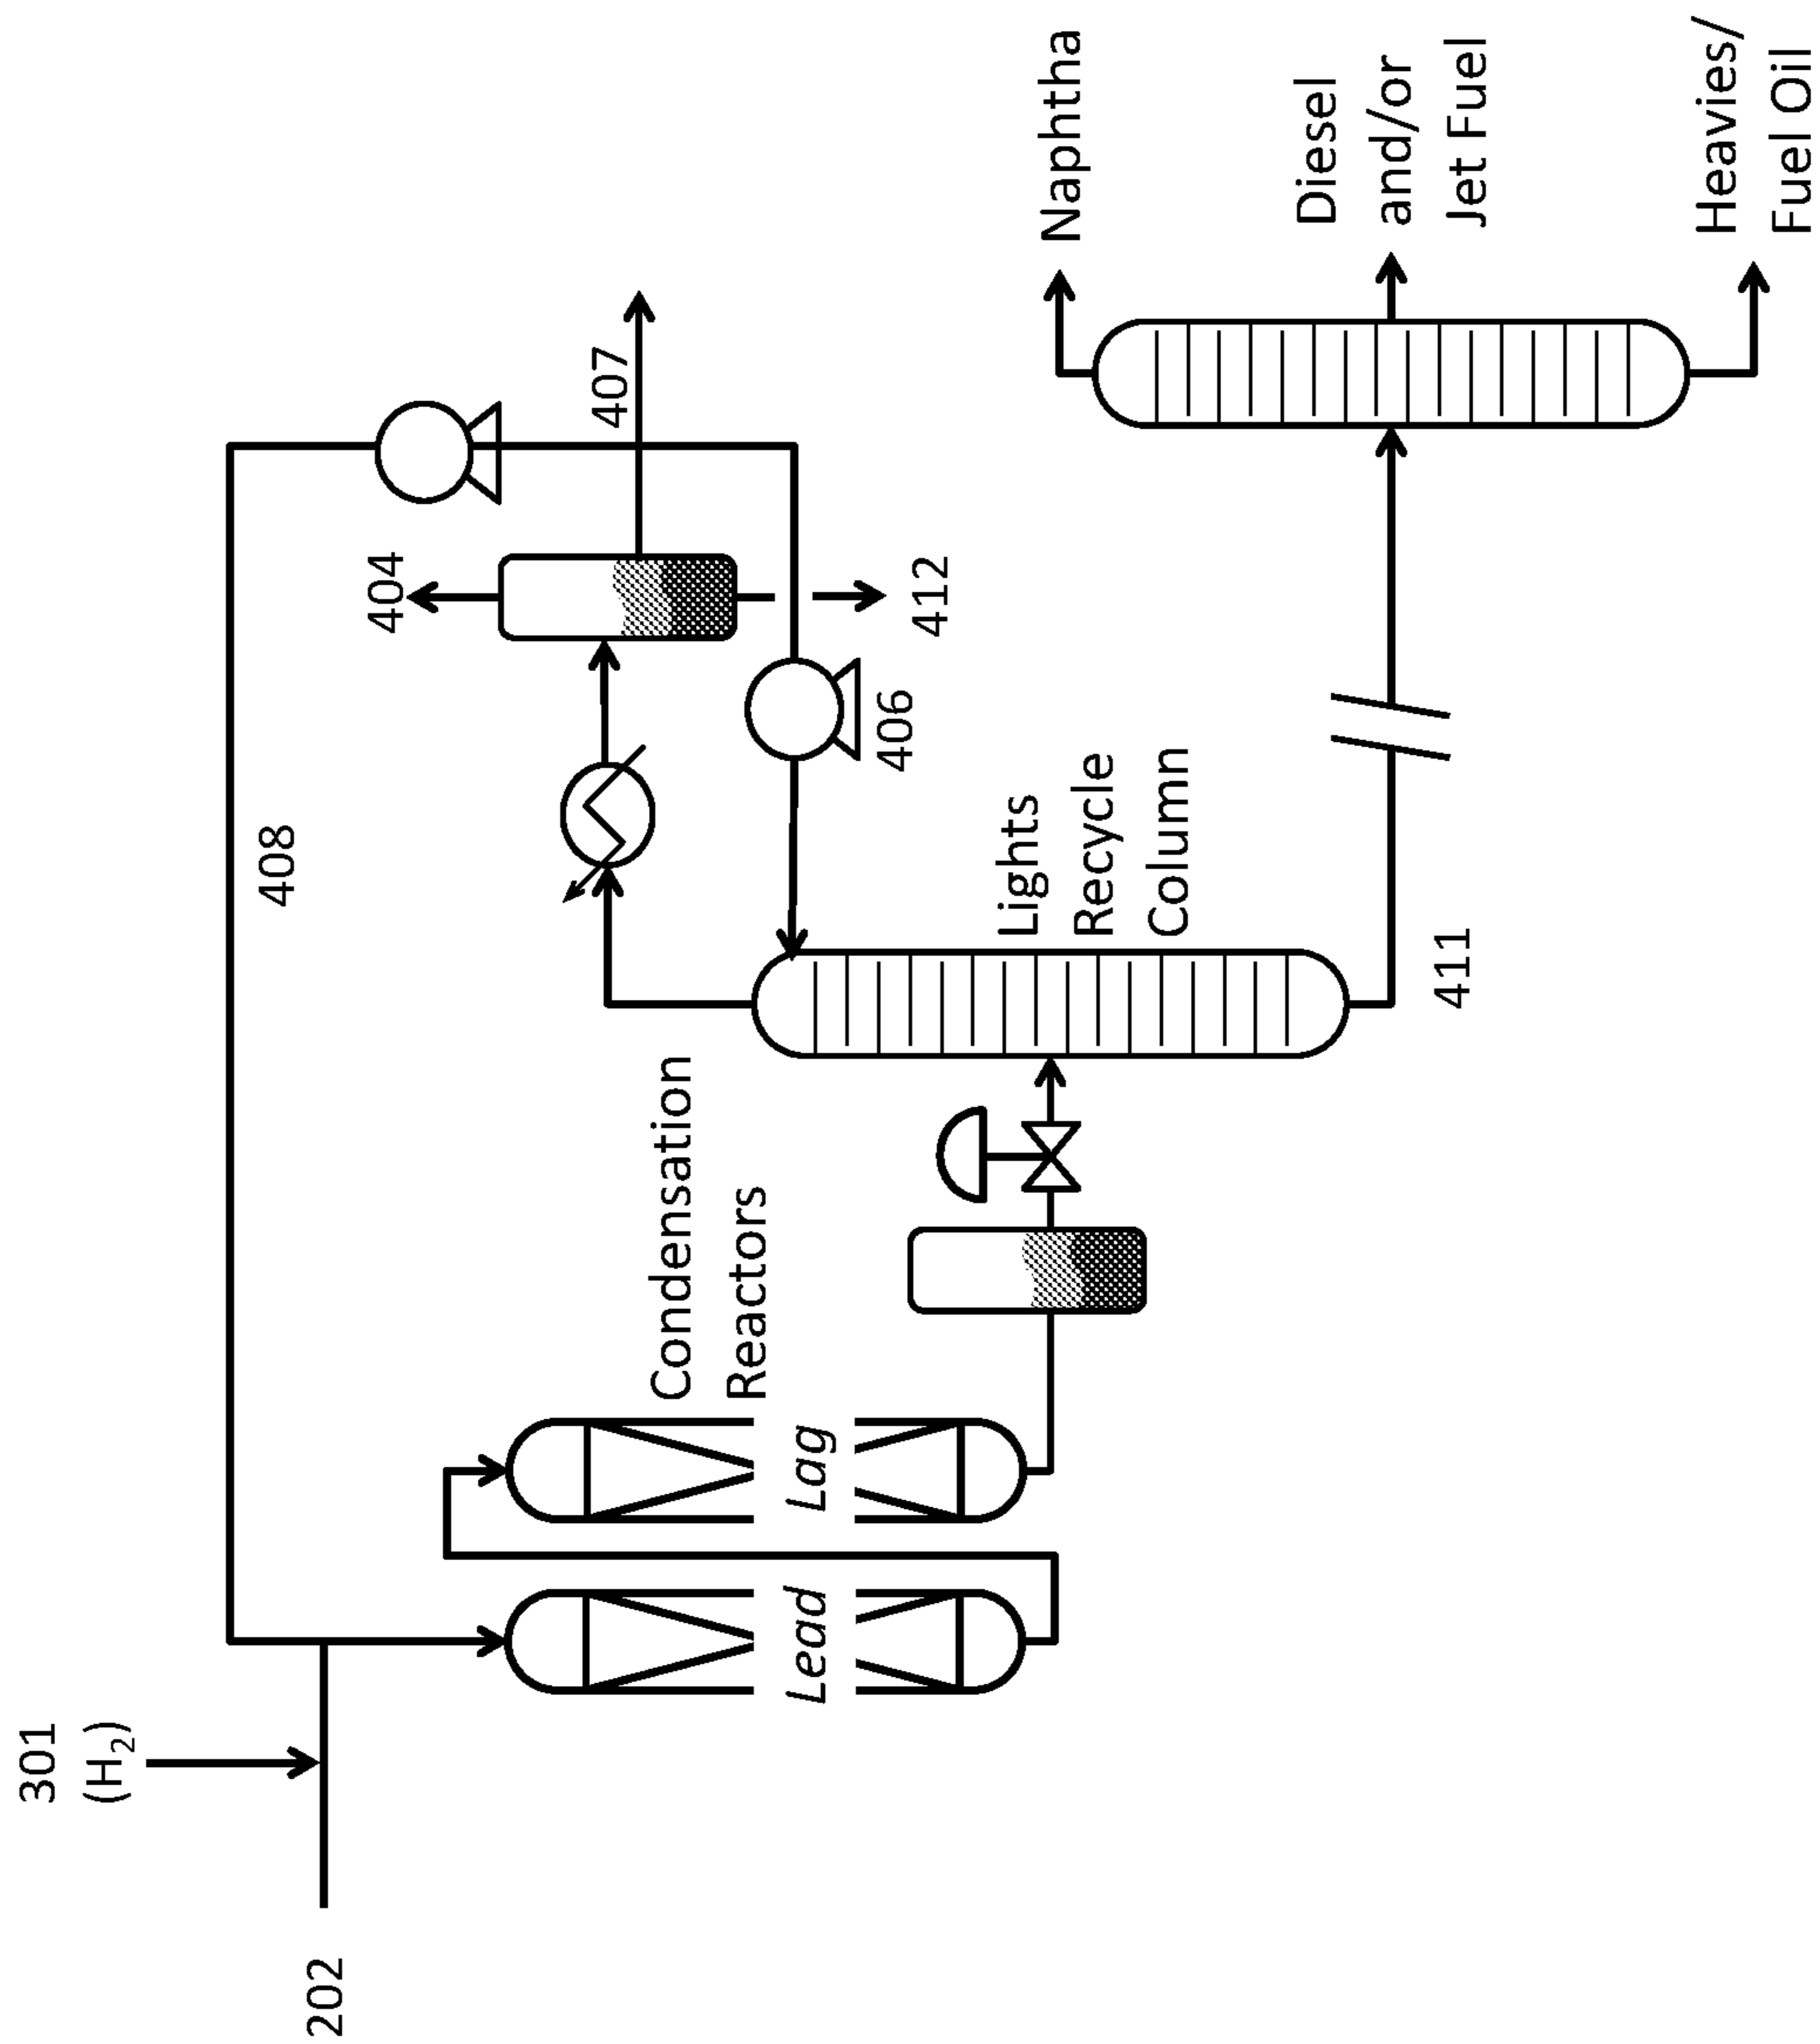 301
(H2)
202
408
Lead
Lag
Condensation
Reactors
404
407
412
406
Lights
Recycle
Column
411
Naphtha
Diesel
and/or
Jet Fuel
Heavies/
Fuel Oil